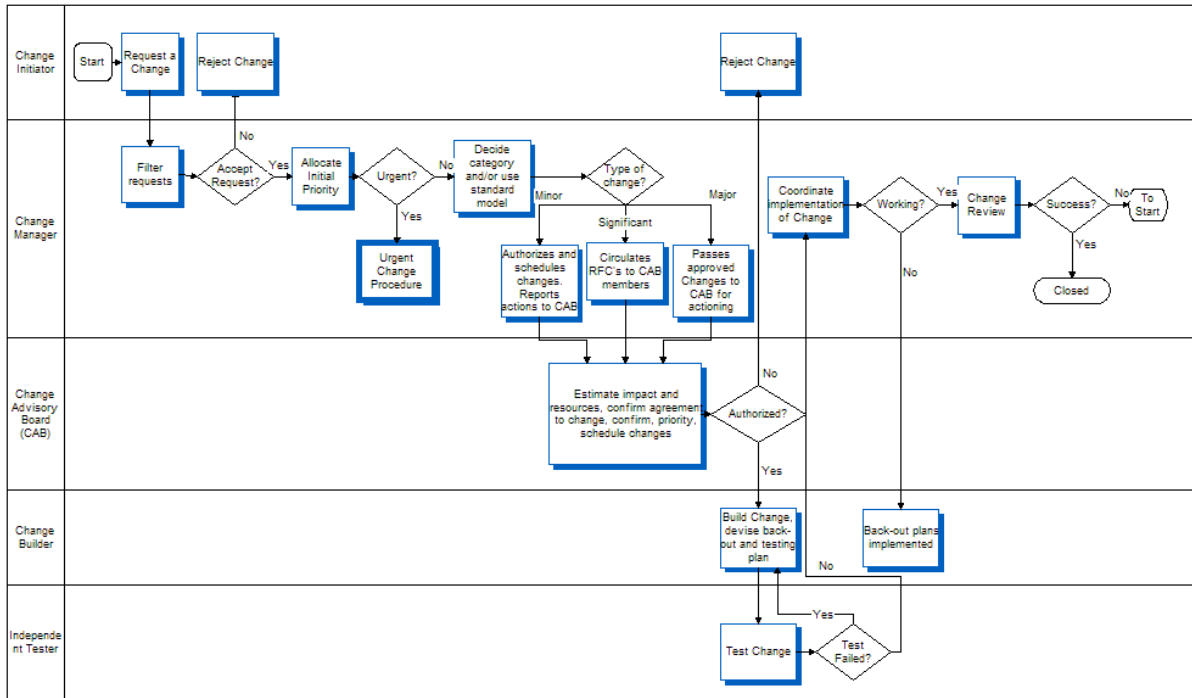 Change
Initiator
Start
Request a
Change
Reject Change
Reject Change
Change
Manager
Filter
requests
No
Accept
Request?
Yes
Allocate
Initial
Priority
Urgent?
No
Yes
Urgent
Change
Procedure
Decide
category
and/or use
standard
model
Type of
change?
Minor
Significant
Major
Authorizes and
schedules
changes.
Reports
actions to CAB
Circulates
RFC's to CAB
members
Passes
approved
Changes to
CAB for
actioning
Coordinate
implementation
of Change
Working?
Yes
No
Change
Review
Success?
No
To
Start
Yes
Closed
Change
Advisory
Board
(CAB)
Estimate impact and
resources, confirm agreement
to change, confirm, priority,
schedule changes
No
Authorized?
Yes
Change
Builder
Build Change,
devise back-
out and testing
plan
Back-out plans
implemented
No
Independe
nt Tester
Test Change
Yes
Test
Failed?